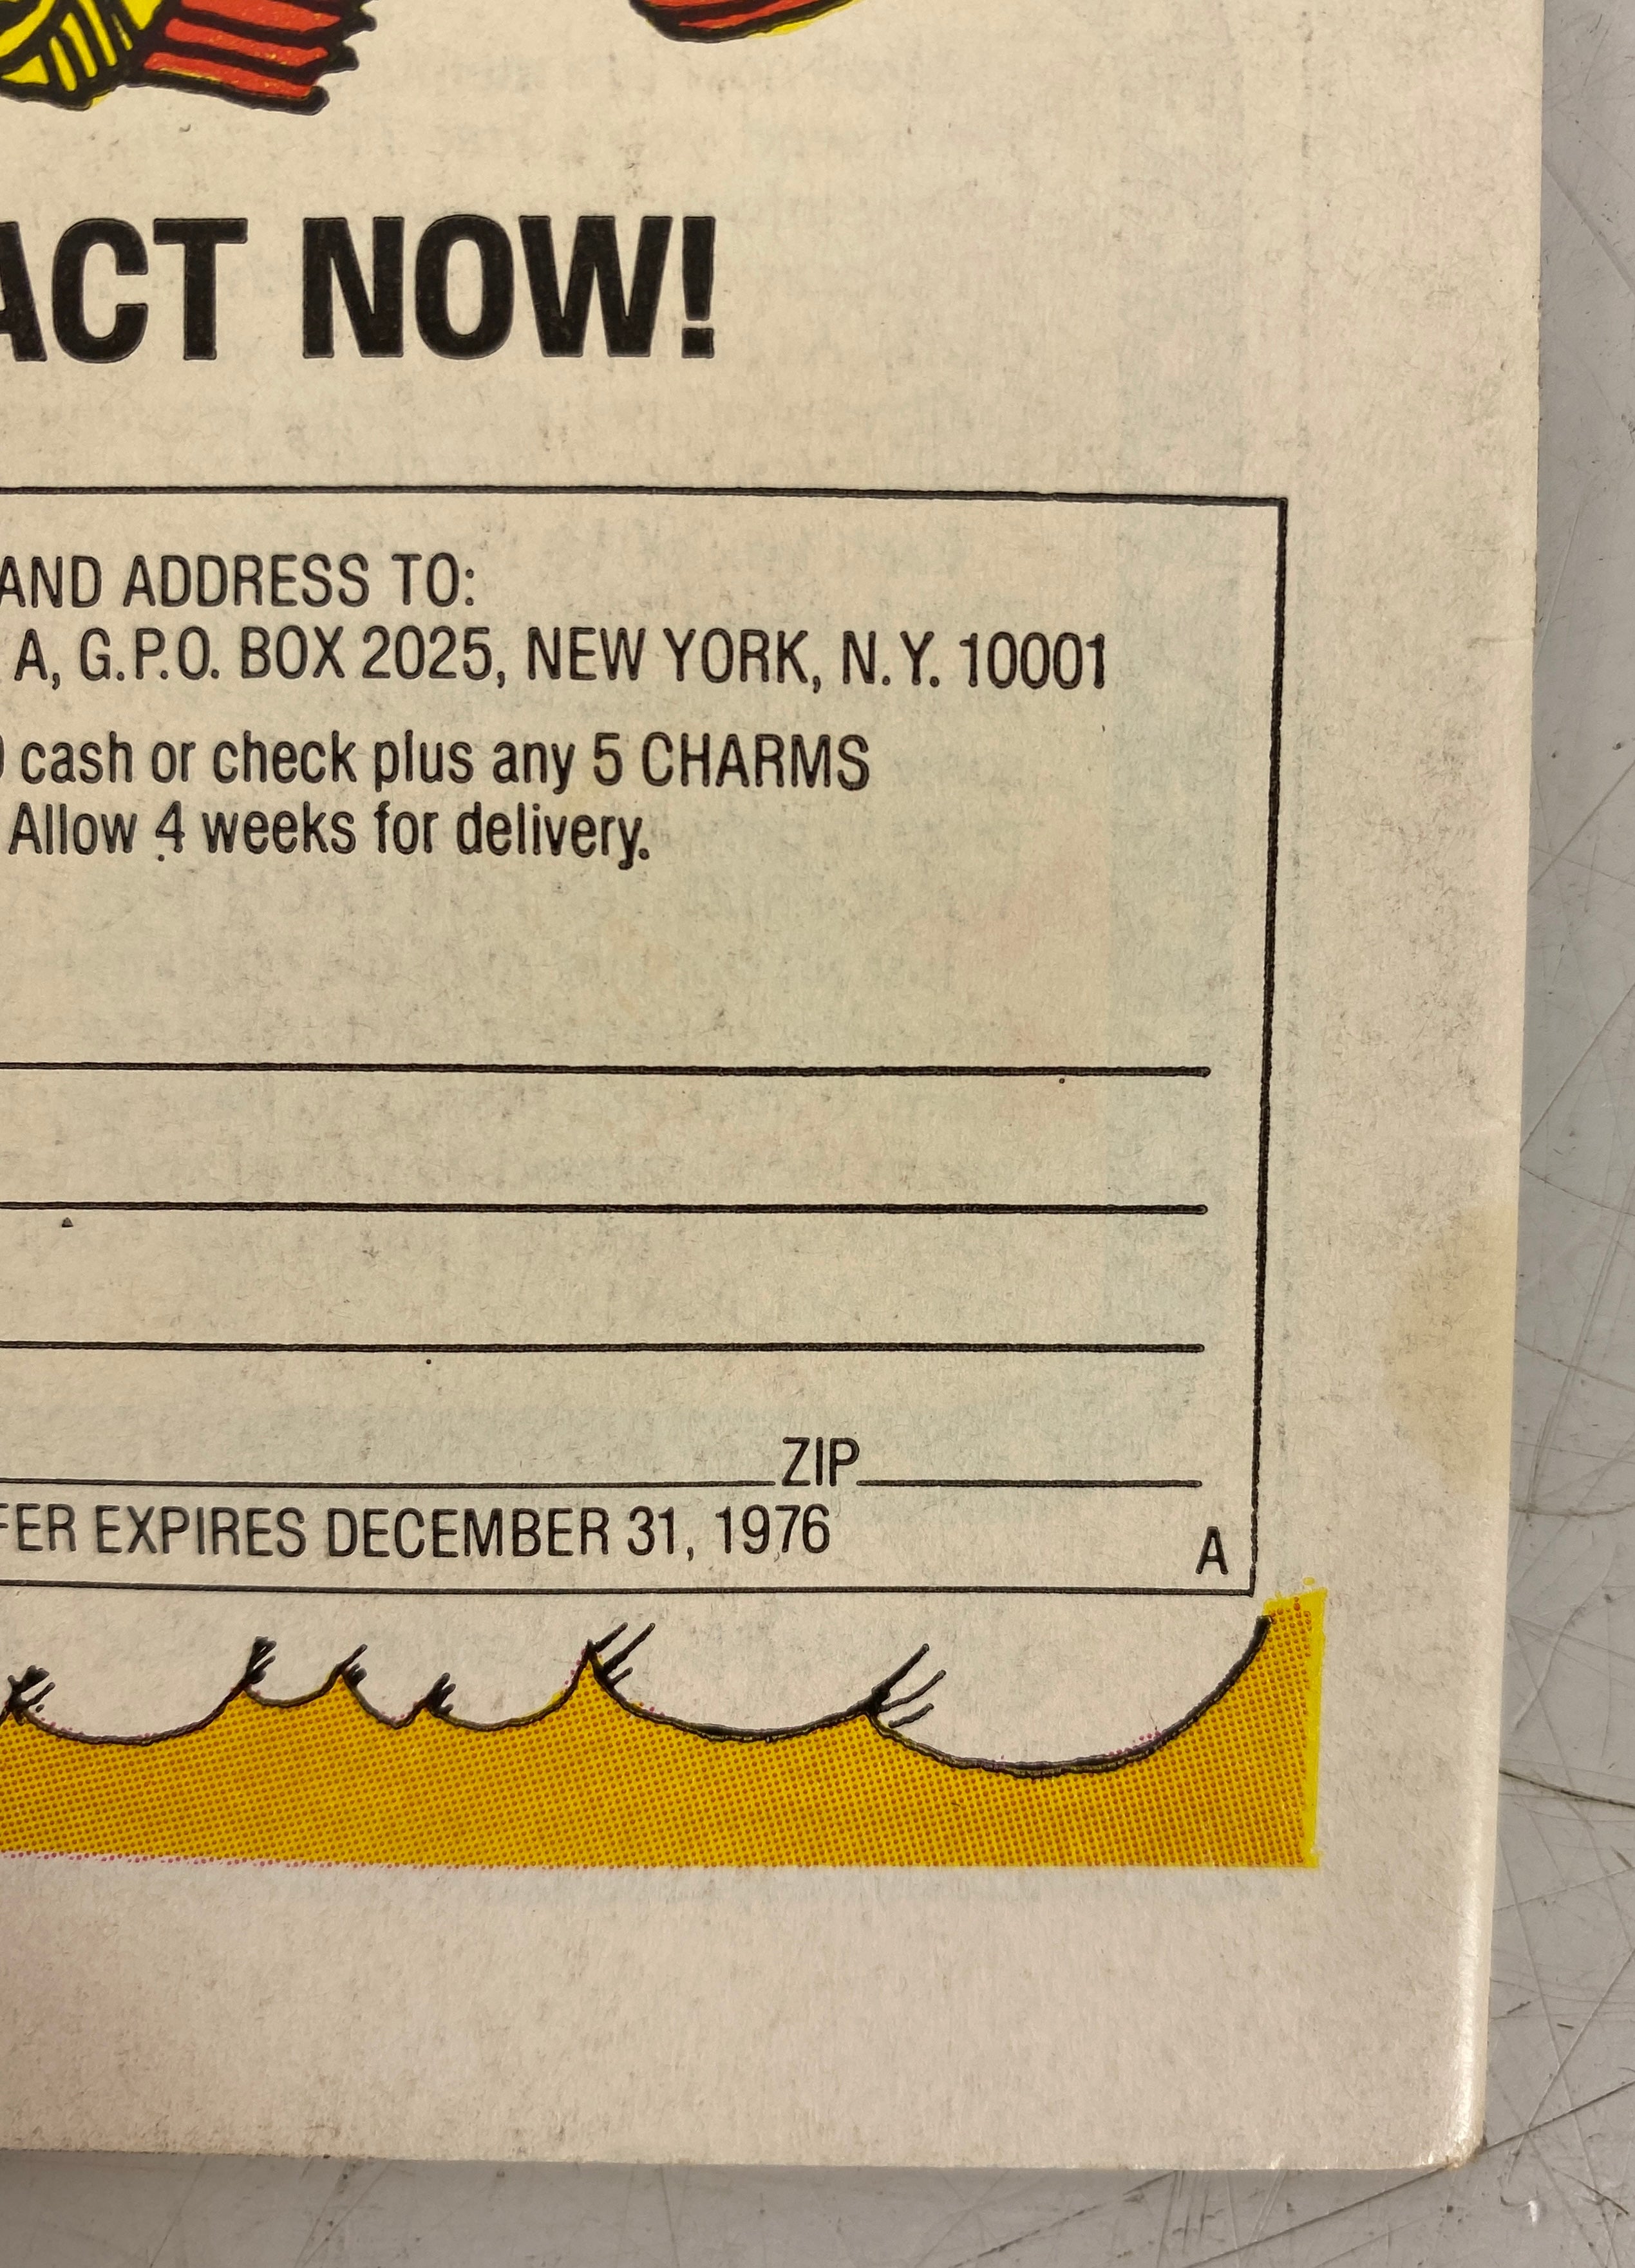 ACT NOW!
AND ADDRESS TO:
A, G.P.O. BOX 2025, NEW YORK, N.Y. 10001
cash or check plus any 5 CHARMS
Allow 4 weeks for delivery.
ZIP
FER EXPIRES DECEMBER 31, 1976
A